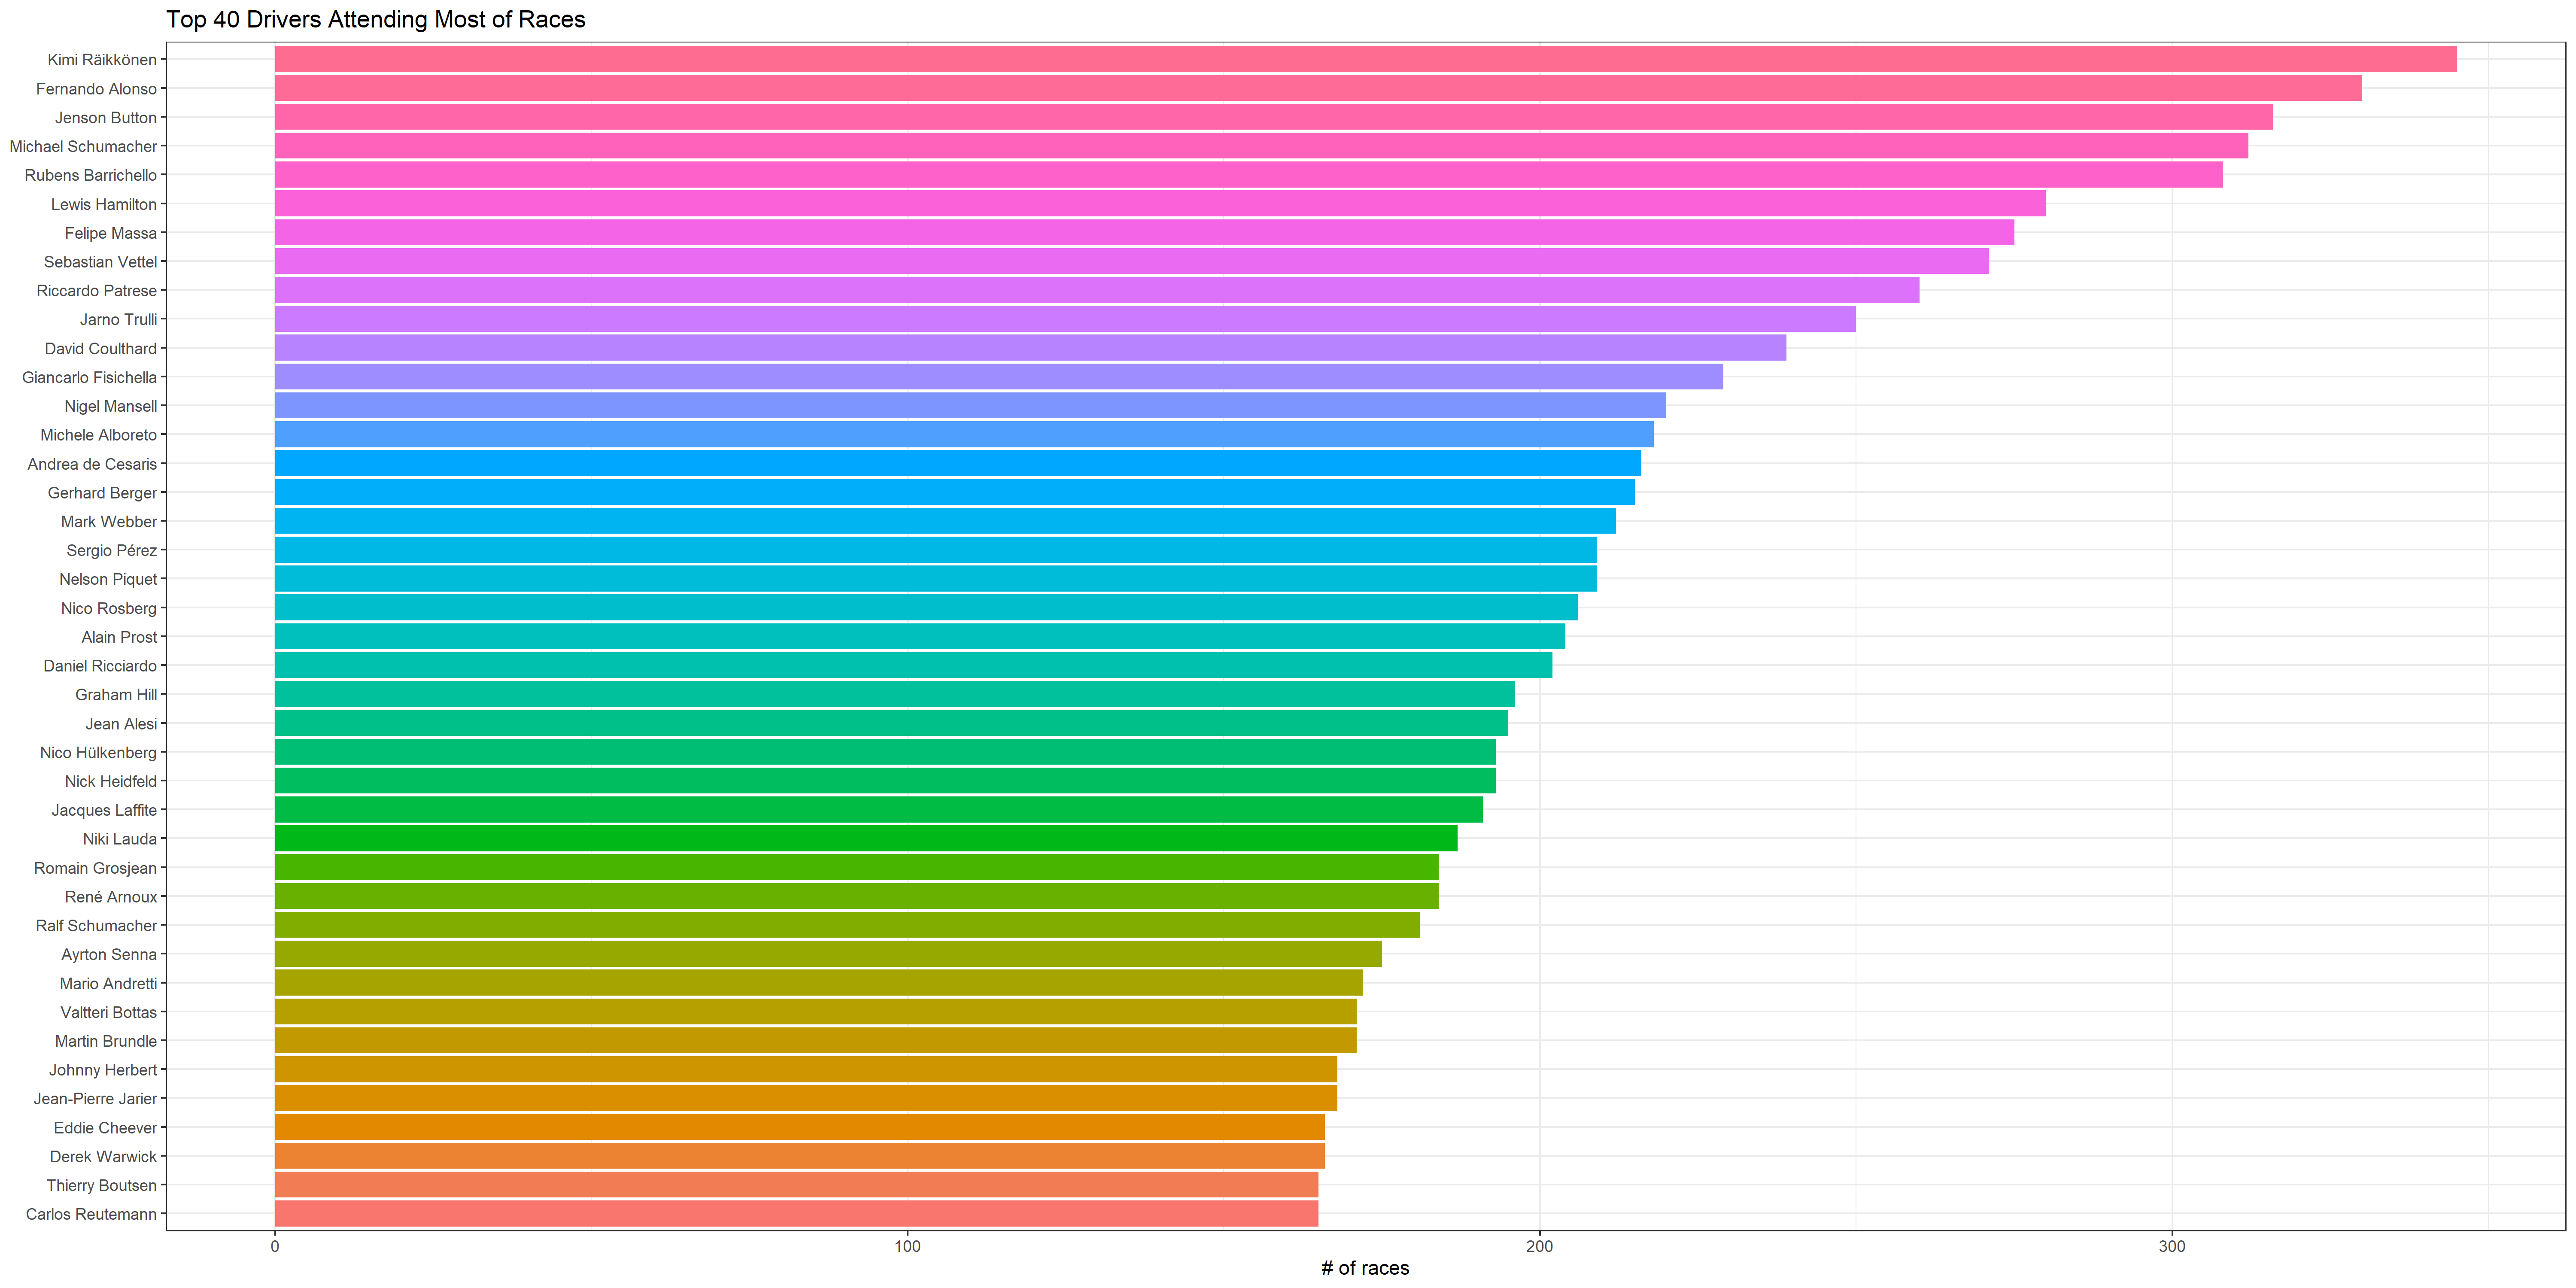 Top 40 Drivers Attending Most of Races
Kimi Räikkönen
Fernando Alonso
Jenson Button
Michael Schumacher
Rubens Barrichello
Lewis Hamilton
Felipe Massa
Sebastian Vettel
Riccardo Patrese
Jarno Trulli
David Coulthard
Giancarlo Fisichella
Nigel Mansell
Michele Alboreto
Andrea de Cesaris
Gerhard Berger
Mark Webber
Sergio Pérez
Nelson Piquet
Nico Rosberg
Alain Prost
Daniel Ricciardo
Graham Hill
Jean Alesi
Nico Hülkenberg
Nick Heidfeld
Jacques Laffite
Niki Lauda
Romain Grosjean
René Arnoux
Ralf Schumacher
Ayrton Senna
Mario Andretti
Valtteri Bottas
Martin Brundle
Johnny Herbert
Jean-Pierre Jarier
Eddie Cheever
Derek Warwick
Thierry Boutsen
Carlos Reutemann
0 100 200 300
# of races